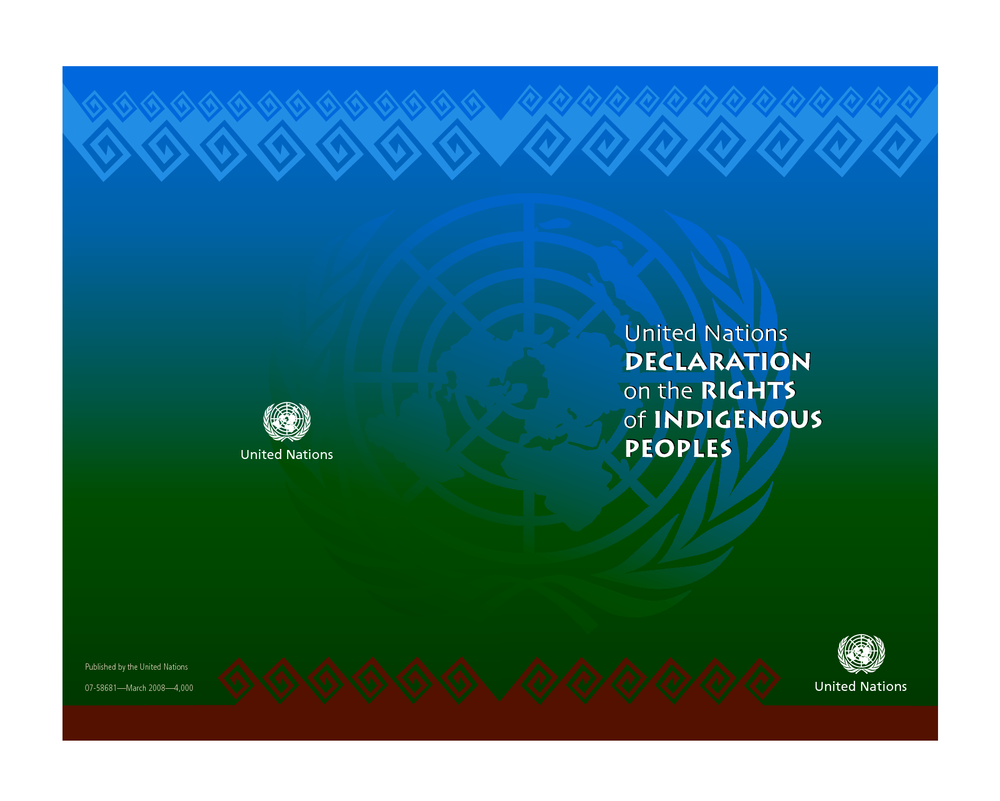 United Nations
DECLARATION
on the RIGHTS
of INDIGENOUS
PEOPLES
United Nations
Published by the United Nations
07-58681—March 2008—4,000
United Nations